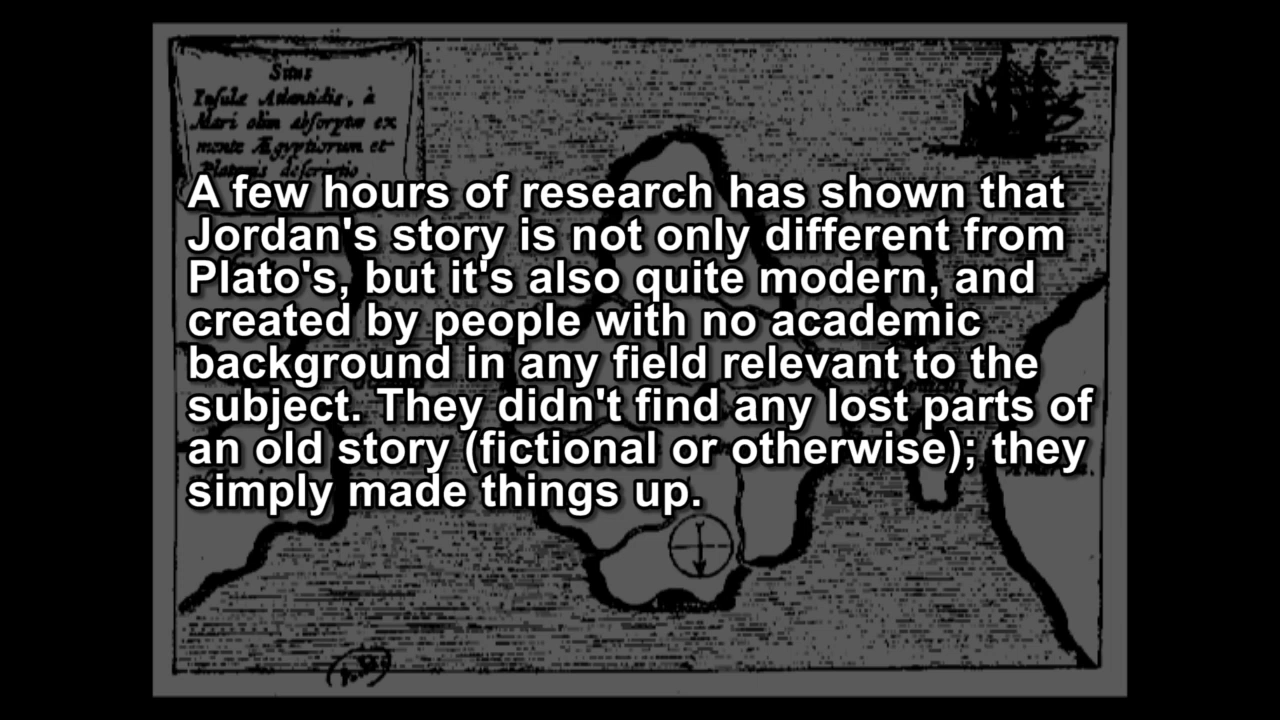 Situs
Insulæ Atlantidis, à
Mari olim absorptæ ex
mente Ægyptiorum et
Platonis descriptio.
A few hours of research has shown that
Jordan's story is not only different from
Plato's, but it's also quite modern, and
created by people with no academic
background in any field relevant to the
subject. They didn't find any lost parts of
an old story (fictional or otherwise); they
simply made things up.